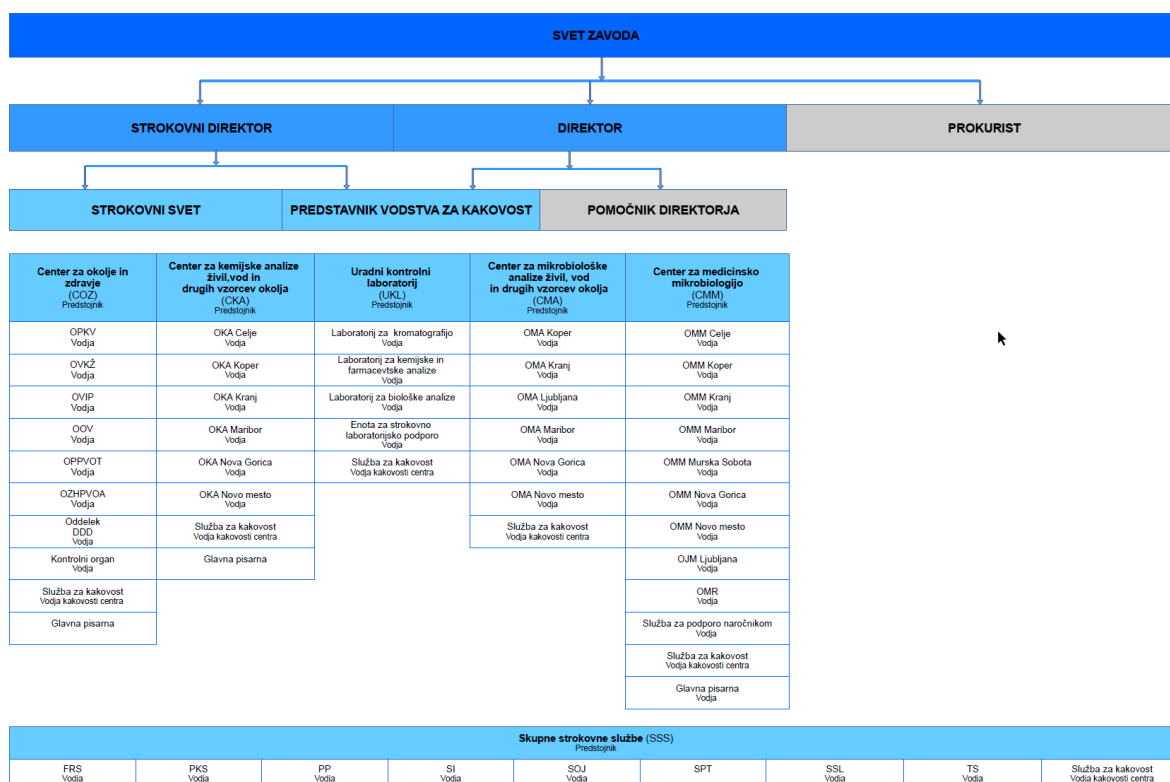 SVET ZAVODA
STROKOVNI DIREKTOR
DIREKTOR
PROKURIST
STROKOVNI SVET
PREDSTAVNIK VODSTVA ZA KAKOVOST
POMOČNIK DIREKTORJA
Center za okolje in
zdravje
(COZ)
Predstojnik
OPKV
Vodja
OVKŽ
Vodja
OVIP
Vodja
OOV
Vodja
OPPVOT
Vodja
OZHPVOA
Vodja
Oddelek
DDD
Vodja
Kontrolni organ
Vodja
Služba za kakovost
Vodja kakovosti centra
Glavna pisarna
Center za kemijske analize
živil,vod in
drugih vzorcev okolja
(CKA)
Predstojnik
OKA Celje
Vodja
OKA Koper
Vodja
OKA Kranj
Vodja
OKA Maribor
Vodja
OKA Nova Gorica
Vodja
OKA Novo mesto
Vodja
Služba za kakovost
Vodja kakovosti centra
Glavna pisarna
Uradni kontrolni
laboratorij
(UKL)
Predstojnik
Laboratorij za kromatografijo
Vodja
Laboratorij za kemijske in
farmacevtske analize
Vodja
Laboratorij za biološke analize
Vodja
Enota za strokovno
laboratorijsko podporo
Vodja
Služba za kakovost
Vodja kakovosti centra
Center za mikrobiološke
analize živil, vod
in drugih vzorcev okolja
(CMA)
Predstojnik
OMA Koper
Vodja
OMA Kranj
Vodja
OMA Ljubljana
Vodja
OMA Maribor
Vodja
OMA Nova Gorica
Vodja
OMA Novo mesto
Vodja
Služba za kakovost
Vodja kakovosti centra
Center za medicinsko
mikrobiologijo
(CMM)
Predstojnik
OMM Celje
Vodja
OMM Koper
Vodja
OMM Kranj
Vodja
OMM Maribor
Vodja
OMM Murska Sobota
Vodja
OMM Nova Gorica
Vodja
OMM Novo mesto
Vodja
OJM Ljubljana
Vodja
OMR
Vodja
Služba za podporo naročnikom
Vodja
Služba za kakovost
Vodja kakovosti centra
Glavna pisarna
Vodja
Skupne strokovne službe (SSS)
Predstojnik
FRS
Vodja
PKS
Vodja
PP
Vodja
SI
Vodja
SOJ
Vodja
SPT
SSL
Vodja
TS
Vodja
Služba za kakovost
Vodja kakovosti centra